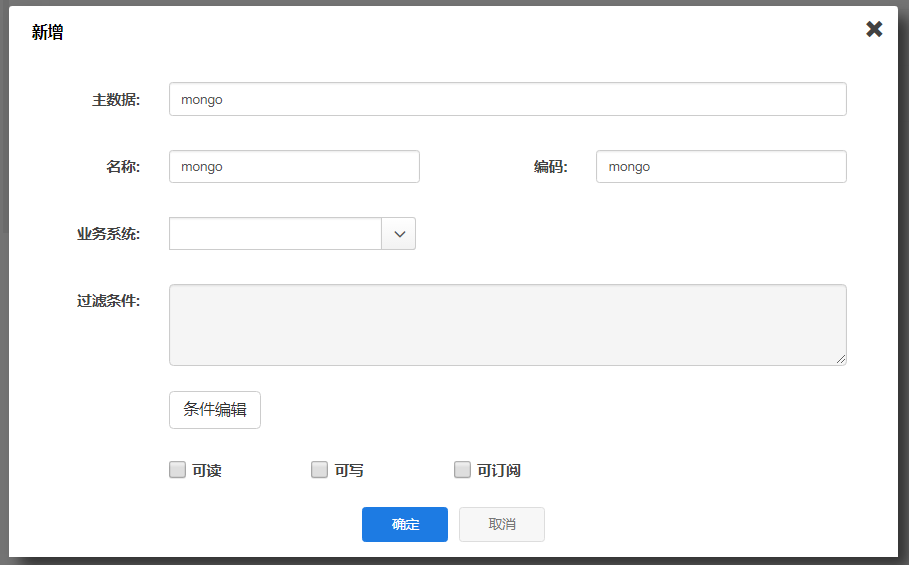 新增
主数据: mongo
名称: mongo 编码: mongo
业务系统:
过滤条件:
条件编辑
可读 可写 可订阅
确定 取消